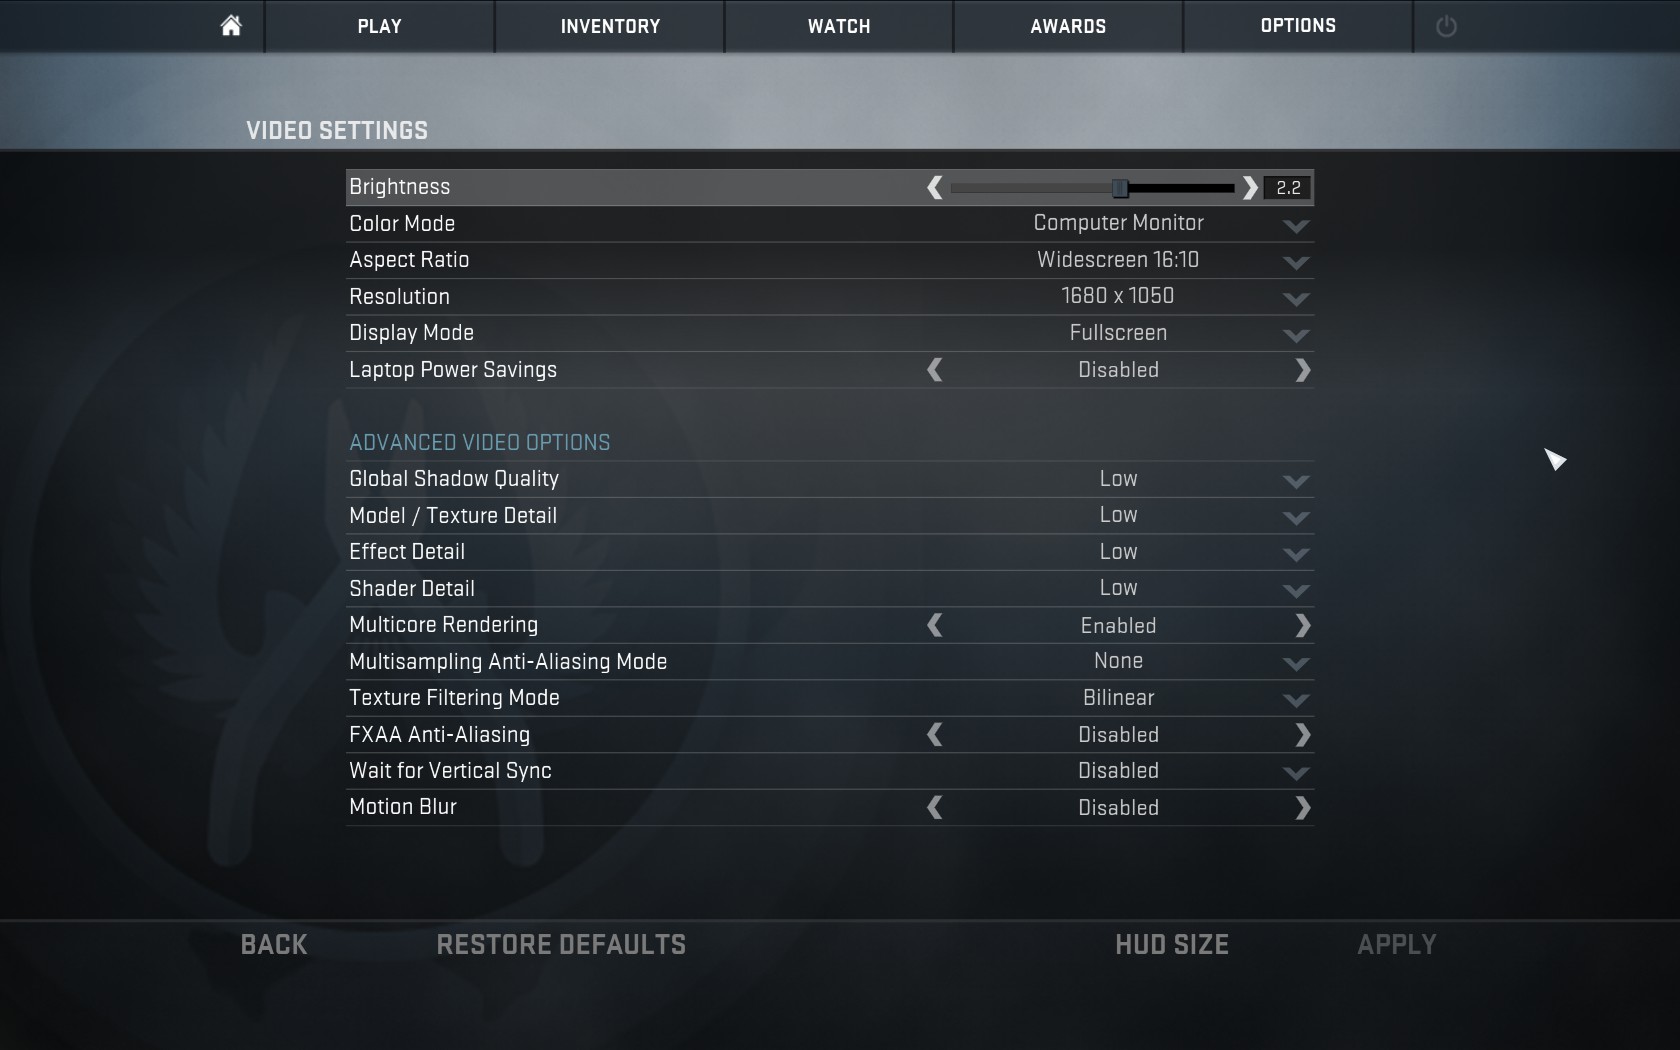 PLAY INVENTORY WATCH AWARDS OPTIONS
VIDEO SETTINGS
Brightness 2.2
Color Mode Computer Monitor
Aspect Ratio Widescreen 16:10
Resolution 1680 x 1050
Display Mode Fullscreen
Laptop Power Savings Disabled
ADVANCED VIDEO OPTIONS
Global Shadow Quality Low
Model / Texture Detail Low
Effect Detail Low
Shader Detail Low
Multicore Rendering Enabled
Multisampling Anti-Aliasing Mode None
Texture Filtering Mode Bilinear
FXAA Anti-Aliasing Disabled
Wait for Vertical Sync Disabled
Motion Blur Disabled
BACK RESTORE DEFAULTS HUD SIZE APPLY